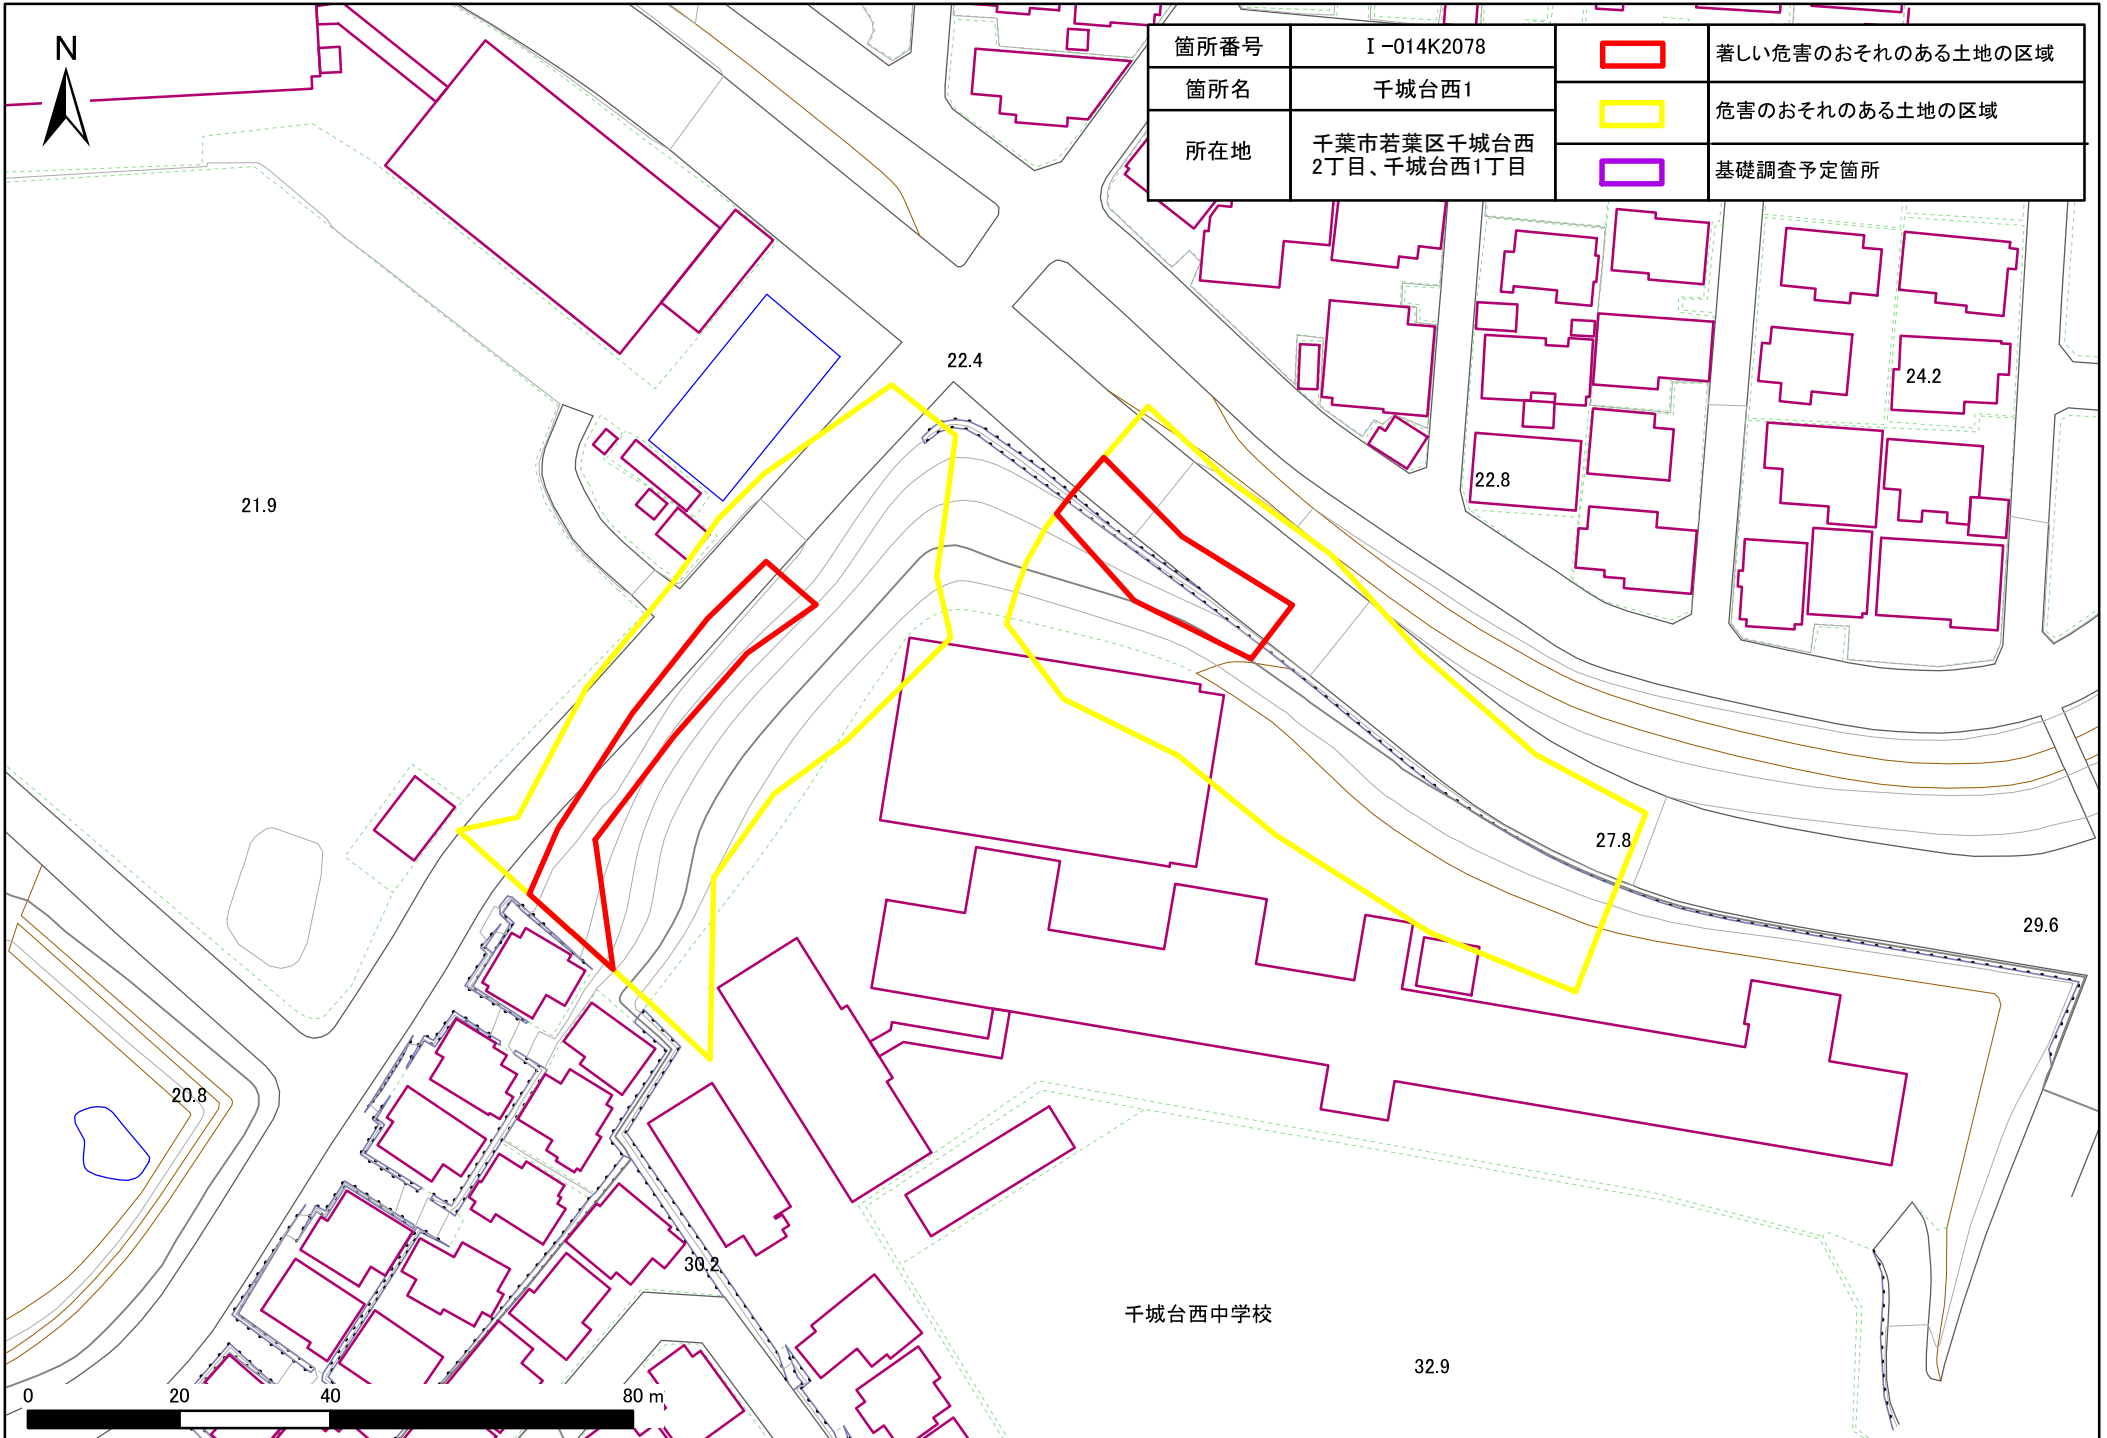 N
箇所番号
Ⅰ-014K2078
箇所名
千城台西1
所在地
千葉市若葉区千城台西
2丁目、千城台西1丁目
著しい危害のおそれのある土地の区域
危害のおそれのある土地の区域
基礎調査予定箇所
22.4
24.2
22.8
21.9
27.8
29.6
20.8
30.2
千城台西中学校
32.9
0 20 40 80 m